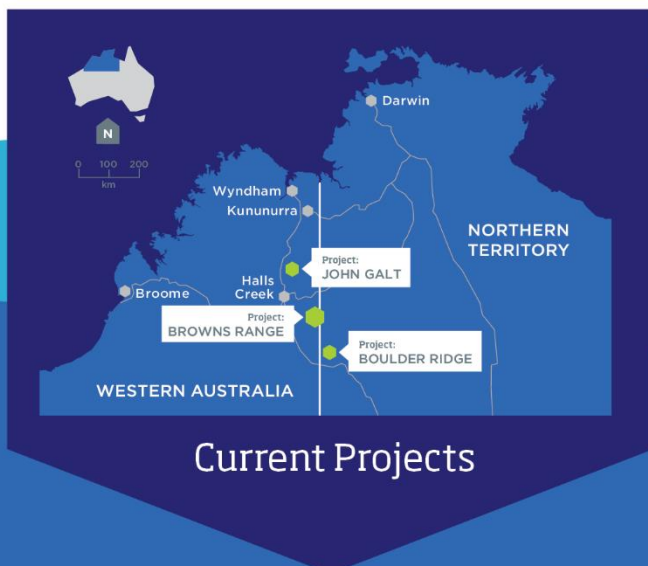 N
0 100 200
km
Darwin
Wyndham
Kununurra
NORTHERN
TERRITORY
Project:
JOHN GALT
Halls
Creek
Broome
Project:
BROWNS RANGE
Project:
BOULDER RIDGE
WESTERN AUSTRALIA
Current Projects